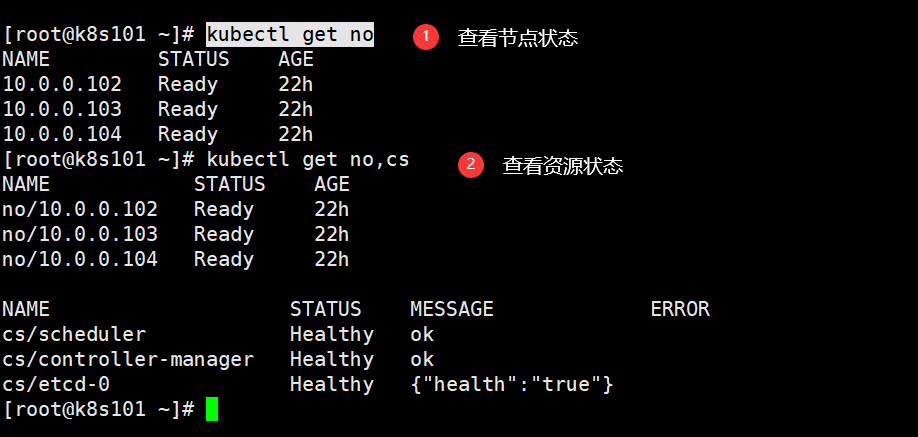 [root@k8s101 ~]# kubectl get no 1 查看节点状态
NAME STATUS AGE
10.0.0.102 Ready 22h
10.0.0.103 Ready 22h
10.0.0.104 Ready 22h
[root@k8s101 ~]# kubectl get no,cs 2 查看资源状态
NAME STATUS AGE
no/10.0.0.102 Ready 22h
no/10.0.0.103 Ready 22h
no/10.0.0.104 Ready 22h
NAME STATUS MESSAGE ERROR
cs/scheduler Healthy ok
cs/controller-manager Healthy ok
cs/etcd-0 Healthy {"health":"true"}
[root@k8s101 ~]#